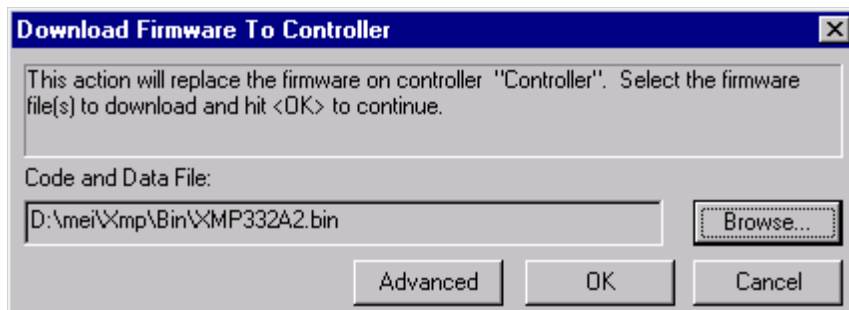 Download Firmware To Controller
This action will replace the firmware on controller "Controller". Select the firmware
file(s) to download and hit <OK> to continue.
Code and Data File:
D:\mei\Xmp\Bin\XMP332A2.bin
Browse...
Advanced
OK
Cancel